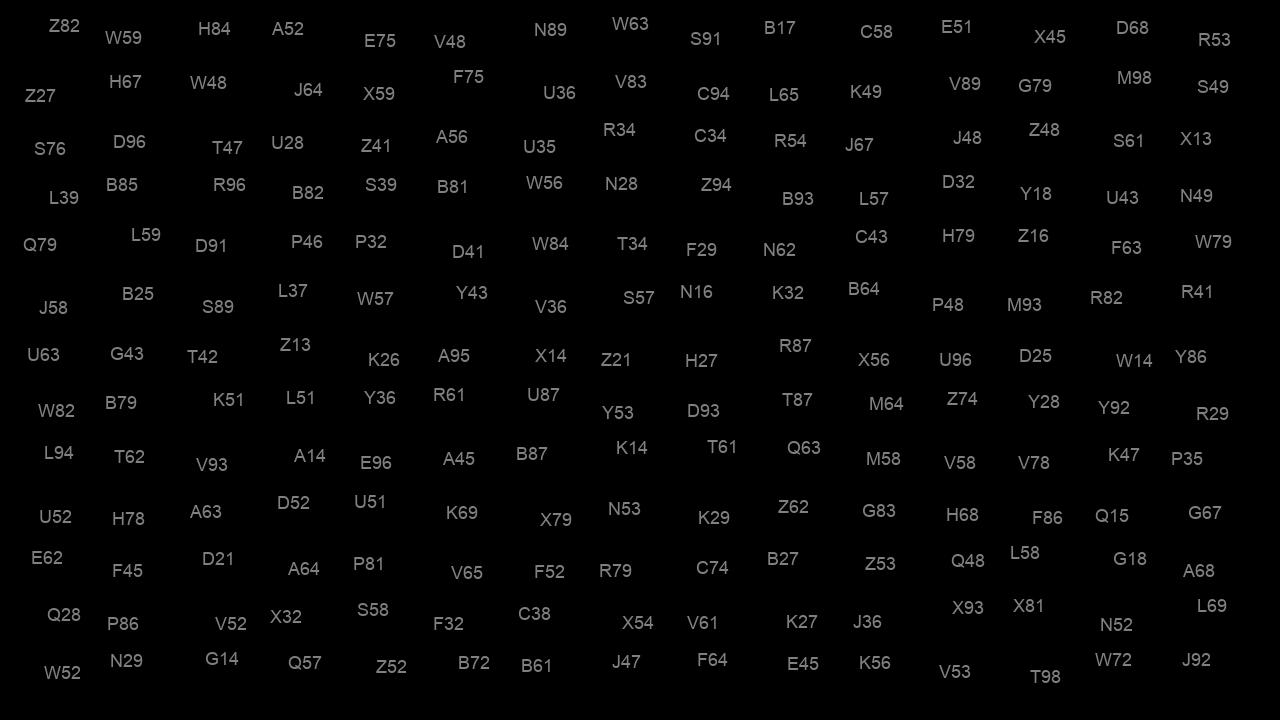 Z82 W59 H84 A52 E75 V48 N89 W63 S91 B17 C58 E51 X45 D68 R53
Z27 H67 W48 J64 X59 F75 U36 V83 C94 L65 K49 V89 G79 M98 S49
S76 D96 T47 U28 Z41 A56 U35 R34 C34 R54 J67 J48 Z48 S61 X13
L39 B85 R96 B82 S39 B81 W56 N28 Z94 B93 L57 D32 Y18 U43 N49
Q79 L59 D91 P46 P32 D41 W84 T34 F29 N62 C43 H79 Z16 F63 W79
J58 B25 S89 L37 W57 Y43 V36 S57 N16 K32 B64 P48 M93 R82 R41
U63 G43 T42 Z13 K26 A95 X14 Z21 H27 R87 X56 U96 D25 W14 Y86
W82 B79 K51 L51 Y36 R61 U87 Y53 D93 T87 M64 Z74 Y28 Y92 R29
L94 T62 V93 A14 E96 A45 B87 K14 T61 Q63 M58 V58 V78 K47 P35
U52 H78 A63 D52 U51 K69 X79 N53 K29 Z62 G83 H68 F86 Q15 G67
E62 F45 D21 A64 P81 V65 F52 R79 C74 B27 Z53 Q48 L58 G18 A68
Q28 P86 V52 X32 S58 F32 C38 X54 V61 K27 J36 X93 X81 N52 L69
W52 N29 G14 Q57 Z52 B72 B61 J47 F64 E45 K56 V53 T98 W72 J92